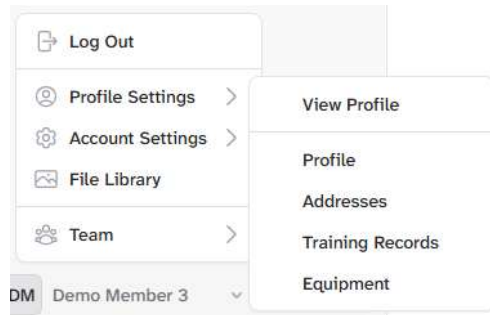 Log Out
Profile Settings
Account Settings
File Library
Team
DM Demo Member 3
View Profile
Profile
Addresses
Training Records
Equipment